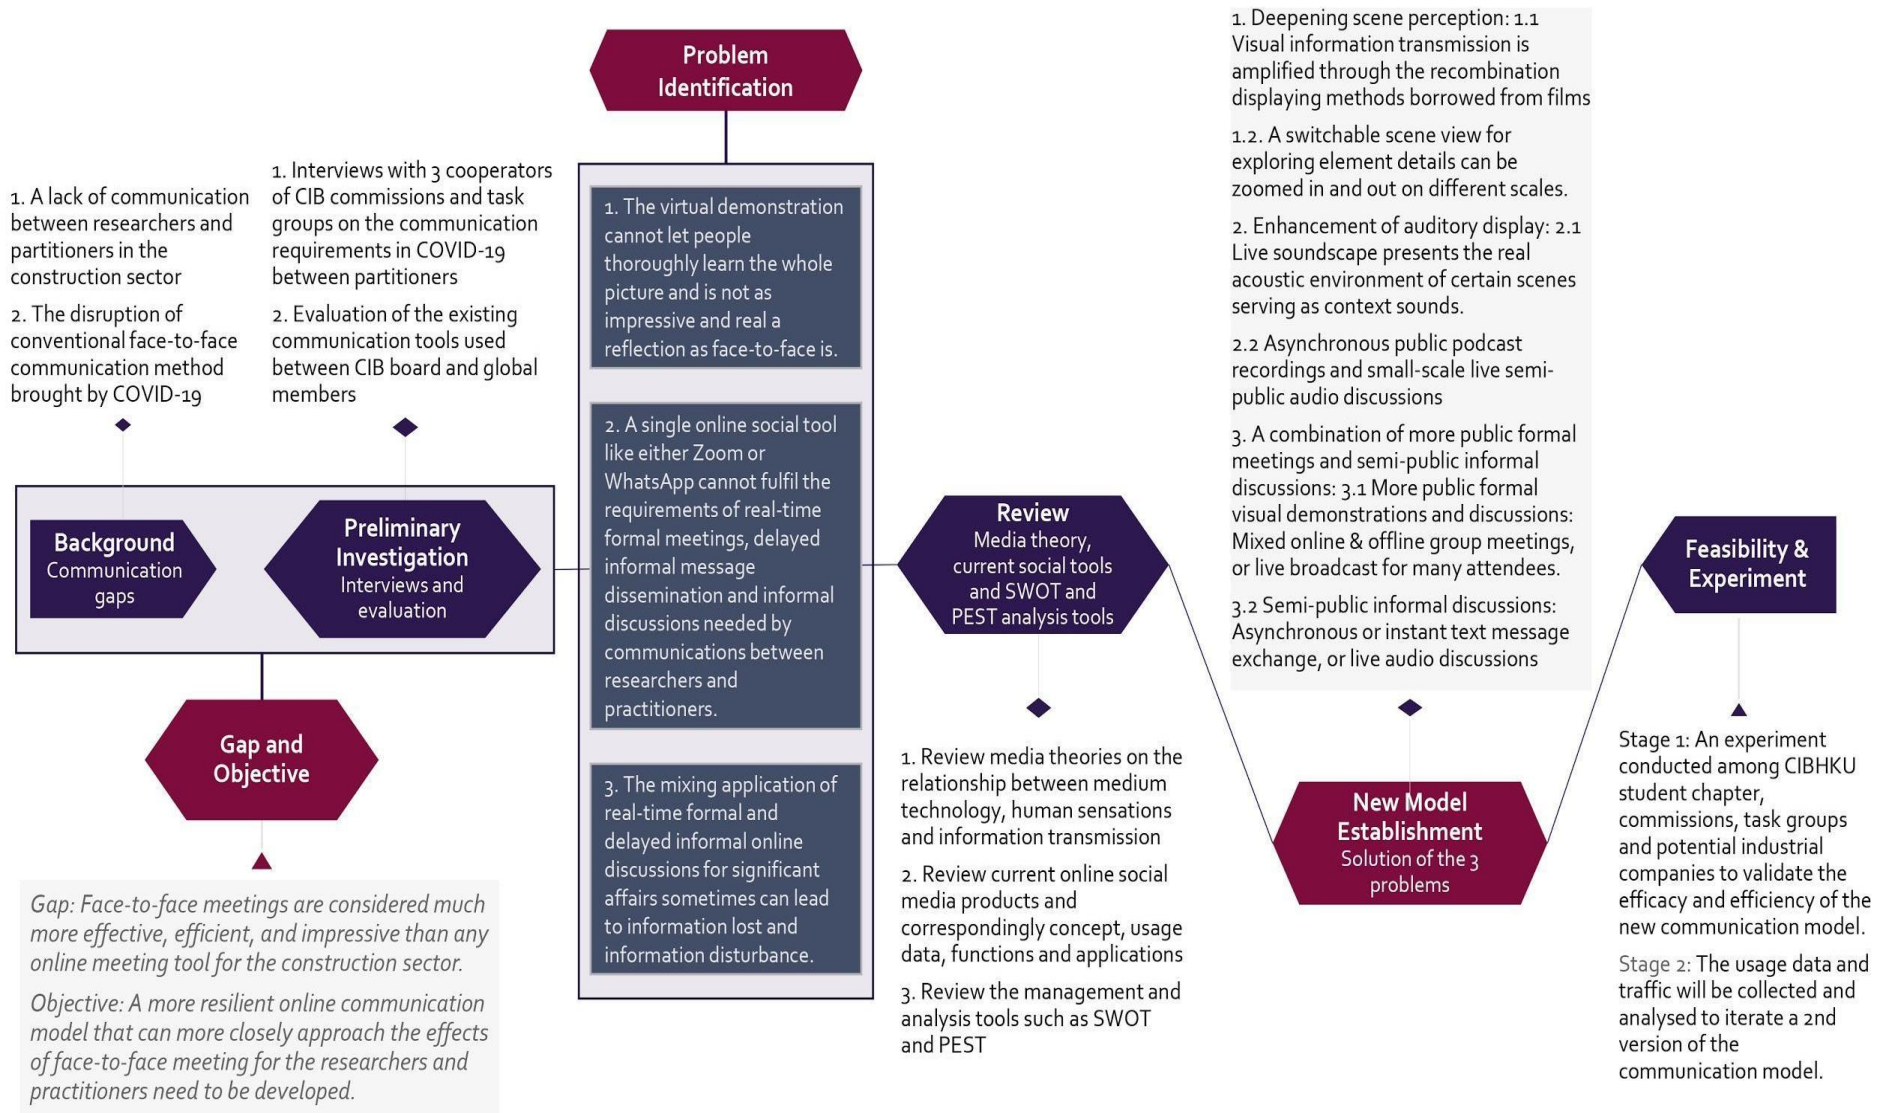 1. A lack of communication
between researchers and
partitioners in the
construction sector
2. The disruption of
conventional face-to-face
communication method
brought by COVID-19
1. Interviews with 3 cooperators
of CIB commissions and task
groups on the communication
requirements in COVID-19
between partitioners
2. Evaluation of the existing
communication tools used
between CIB board and global
members
Background
Communication
gaps
Preliminary
Investigation
Interviews and
evaluation
Gap and
Objective
Gap: Face-to-face meetings are considered much
more effective, efficient, and impressive than any
online meeting tool for the construction sector.
Objective: A more resilient online communication
model that can more closely approach the effects
of face-to-face meeting for the researchers and
practitioners need to be developed.
Problem
Identification
1. The virtual demonstration
cannot let people
thoroughly learn the whole
picture and is not as
impressive and real a
reflection as face-to-face is.
2. A single online social tool
like either Zoom or
WhatsApp cannot fulfil the
requirements of real-time
formal meetings, delayed
informal message
dissemination and informal
discussions needed by
communications between
researchers and
practitioners.
3. The mixing application of
real-time formal and
delayed informal online
discussions for significant
affairs sometimes can lead
to information lost and
information disturbance.
Review
Media theory,
current social tools
and SWOT and
PEST analysis tools
1. Review media theories on the
relationship between medium
technology, human sensations
and information transmission
2. Review current online social
media products and
correspondingly concept, usage
data, functions and applications
3. Review the management and
analysis tools such as SWOT
and PEST
1. Deepening scene perception: 1.1
Visual information transmission is
amplified through the recombination
displaying methods borrowed from films
1.2. A switchable scene view for
exploring element details can be
zoomed in and out on different scales.
2. Enhancement of auditory display: 2.1
Live soundscape presents the real
acoustic environment of certain scenes
serving as context sounds.
2.2 Asynchronous public podcast
recordings and small-scale live semi-
public audio discussions
3. A combination of more public formal
meetings and semi-public informal
discussions: 3.1 More public formal
visual demonstrations and discussions:
Mixed online & offline group meetings,
or live broadcast for many attendees.
3.2 Semi-public informal discussions:
Asynchronous or instant text message
exchange, or live audio discussions
New Model
Establishment
Solution of the 3
problems
Feasibility &
Experiment
Stage 1: An experiment
conducted among CIBHKU
student chapter,
commissions, task groups
and potential industrial
companies to validate the
efficacy and efficiency of the
new communication model.
Stage 2: The usage data and
traffic will be collected and
analysed to iterate a 2nd
version of the
communication model.